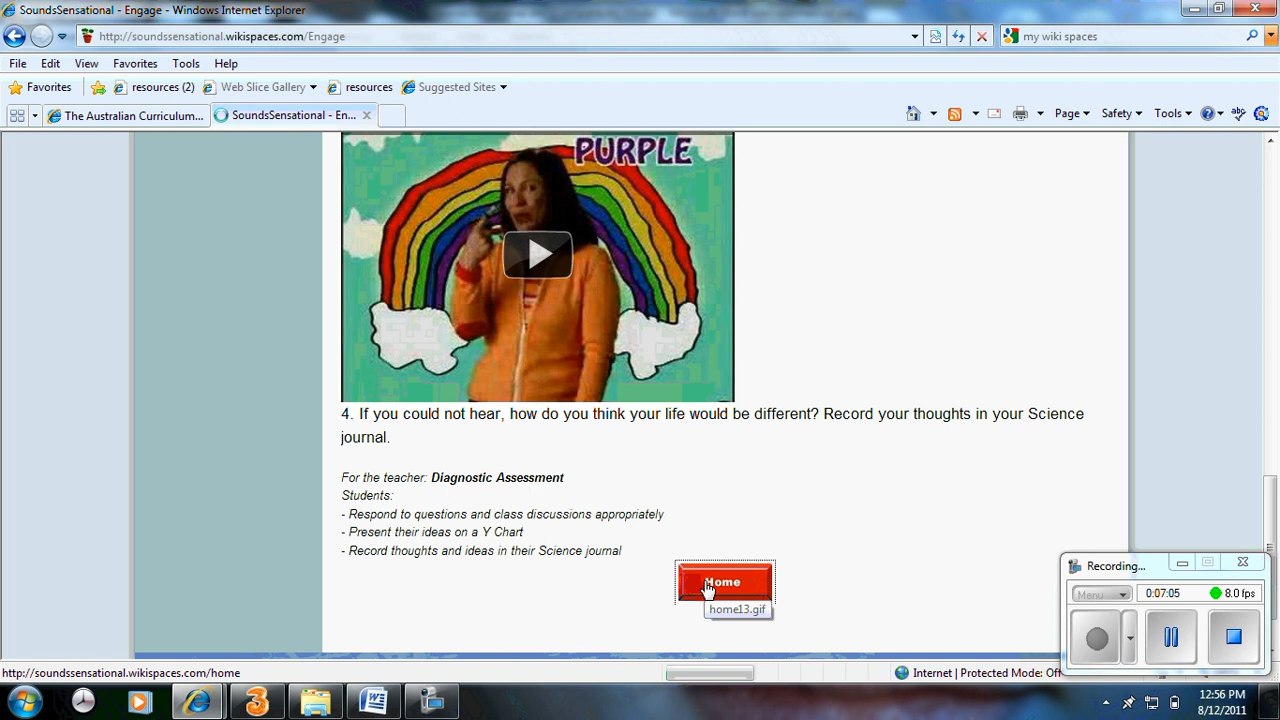 SoundsSensational - Engage - Windows Internet Explorer
http://soundssensational.wikispaces.com/Engage
my wiki spaces
File Edit View Favorites Tools Help
Favorites resources (2) Web Slice Gallery resources Suggested Sites
The Australian Curriculum... SoundsSensational - En... Page Safety Tools
PURPLE
4. If you could not hear, how do you think your life would be different? Record your thoughts in your Science
journal.
For the teacher: Diagnostic Assessment
Students:
- Respond to questions and class discussions appropriately
- Present their ideas on a Y Chart
- Record thoughts and ideas in their Science journal
Home
home13.gif
Recording...
Menu 0:07:05 8.0 fps
http://soundssensational.wikispaces.com/home Internet | Protected Mode: Off
12:56 PM
8/12/2011